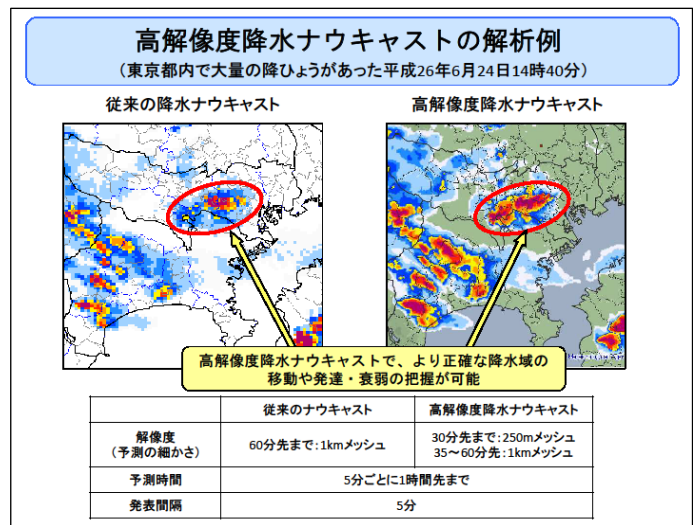 高解像度降水ナウキャストの解析例
（東京都内で大量の降ひょうがあった平成26年6月24日14時40分）
従来の降水ナウキャスト
高解像度降水ナウキャスト
高解像度降水ナウキャストで、より正確な降水域の
移動や発達・衰弱の把握が可能
従来のナウキャスト
高解像度降水ナウキャスト
解像度
（予測の細かさ）
60分先まで：1kmメッシュ
30分先まで：250mメッシュ
35～60分先：1kmメッシュ
予測時間
5分ごとに1時間先まで
発表間隔
5分